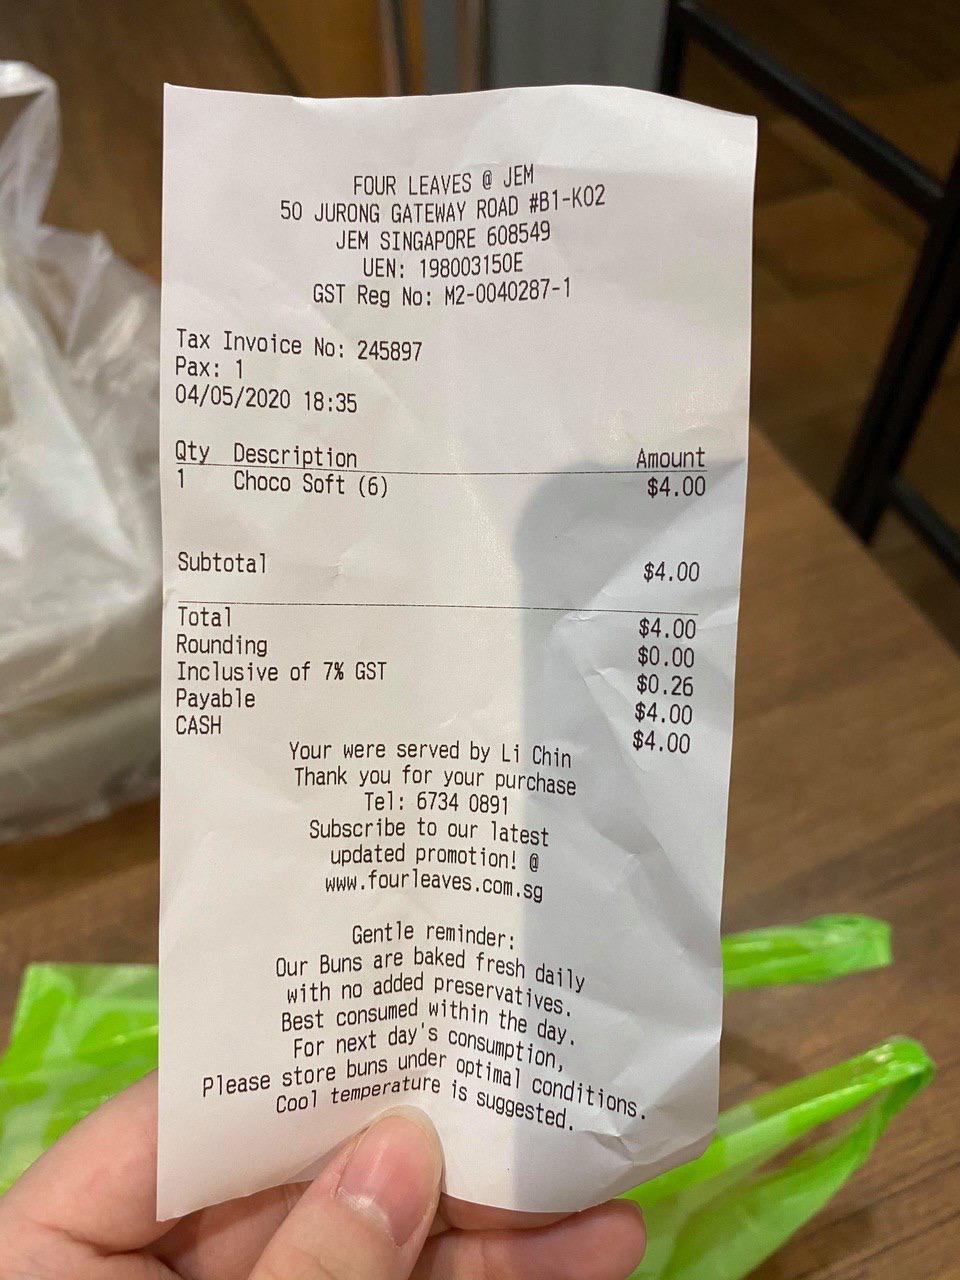 FOUR LEAVES @ JEM
50 JURONG GATEWAY ROAD #B1-K02
JEM SINGAPORE 608549
UEN: 198003150E
GST Reg No: M2-0040287-1
Tax Invoice No: 245897
Pax: 1
04/05/2020 18:35
Qty Description Amount
1 Choco Soft (6) $4.00
Subtotal $4.00
Total $4.00
Rounding $0.00
Inclusive of 7% GST $0.26
Payable $4.00
CASH $4.00
Your were served by Li Chin
Thank you for your purchase
Tel: 6734 0891
Subscribe to our latest
updated promotion! @
www.fourleaves.com.sg
Gentle reminder:
Our Buns are baked fresh daily
with no added preservatives.
Best consumed within the day.
For next day's consumption,
Please store buns under optimal conditions.
Cool temperature is suggested.